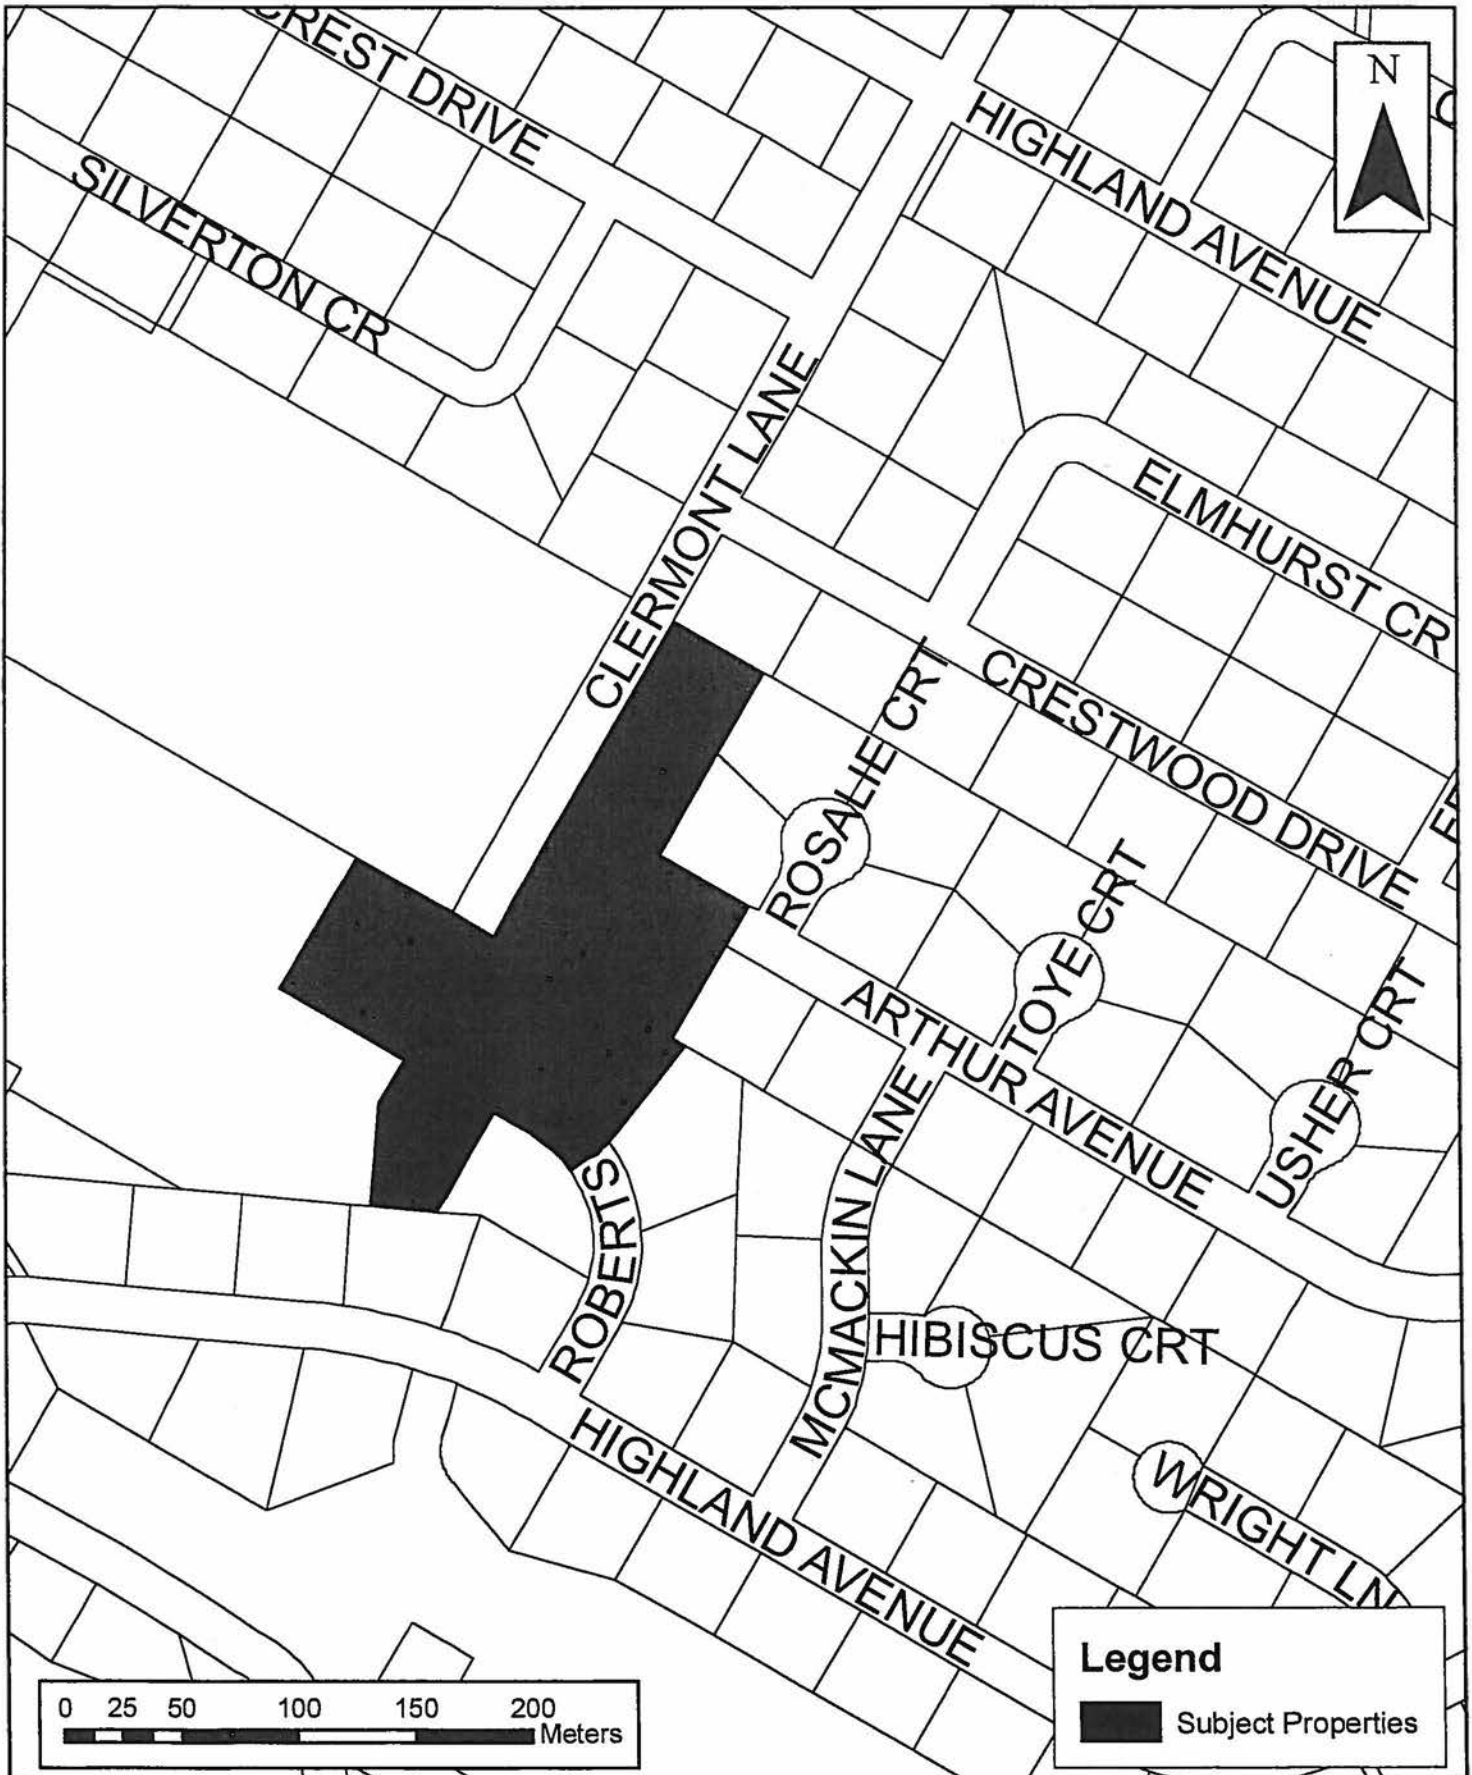 CREST DRIVE
N
HIGHLAND AVENUE
SILVERTON CR
CLERMONT LANE
ELMHURST CR
CRESTWOOD DRIVE
ROSALIE CRT
TOYE CRT
ARTHUR AVENUE
USHER CRT
MCMACKIN LANE
ROBERTS
HIBISCUS CRT
HIGHLAND AVENUE
WRIGHT LN
Legend
Subject Properties
0 25 50 100 150 200
Meters